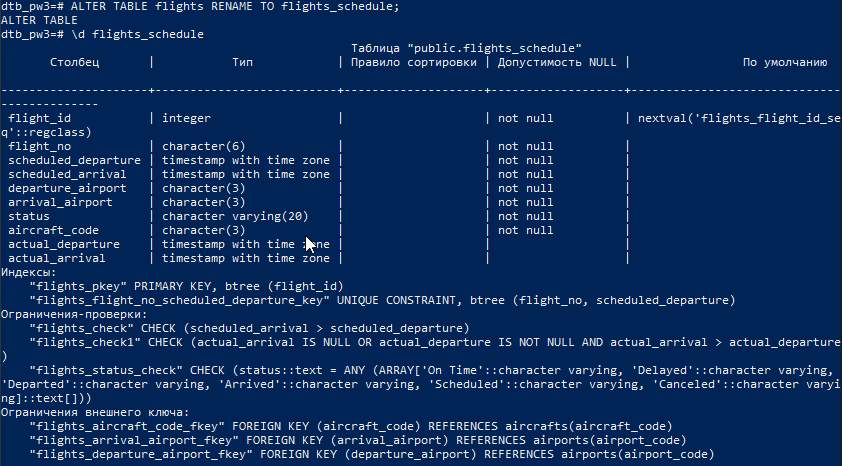 dtb_pw3=# ALTER TABLE flights RENAME TO flights_schedule;
ALTER TABLE
dtb_pw3=# \d flights_schedule
Таблица "public.flights_schedule"
Столбец | Тип | Правило сортировки | Допустимость NULL | По умолчанию
---------------------+--------------------------+--------------------+-------------------+------------------------------
--------------
flight_id | integer | | not null | nextval('flights_flight_id_se
q'::regclass)
flight_no | character(6) | | not null |
scheduled_departure | timestamp with time zone | | not null |
scheduled_arrival | timestamp with time zone | | not null |
departure_airport | character(3) | | not null |
arrival_airport | character(3) | | not null |
status | character varying(20) | | not null |
aircraft_code | character(3) | | not null |
actual_departure | timestamp with time zone | | |
actual_arrival | timestamp with time zone | | |
Индексы:
"flights_pkey" PRIMARY KEY, btree (flight_id)
"flights_flight_no_scheduled_departure_key" UNIQUE CONSTRAINT, btree (flight_no, scheduled_departure)
Ограничения-проверки:
"flights_check" CHECK (scheduled_arrival > scheduled_departure)
"flights_check1" CHECK (actual_arrival IS NULL OR actual_departure IS NOT NULL AND actual_arrival > actual_departure
)
"flights_status_check" CHECK (status::text = ANY (ARRAY['On Time'::character varying, 'Delayed'::character varying,
'Departed'::character varying, 'Arrived'::character varying, 'Scheduled'::character varying, 'Canceled'::character varyi
ng]::text[]))
Ограничения внешнего ключа:
"flights_aircraft_code_fkey" FOREIGN KEY (aircraft_code) REFERENCES aircrafts(aircraft_code)
"flights_arrival_airport_fkey" FOREIGN KEY (arrival_airport) REFERENCES airports(airport_code)
"flights_departure_airport_fkey" FOREIGN KEY (departure_airport) REFERENCES airports(airport_code)